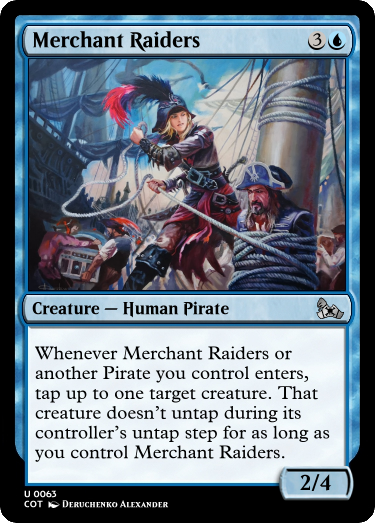 Merchant Raiders 3
Creature — Human Pirate
Whenever Merchant Raiders or
another Pirate you control enters,
tap up to one target creature. That
creature doesn't untap during its
controller's untap step for as long as
you control Merchant Raiders.
2/4
U 0063
COT Deruchenko Alexander